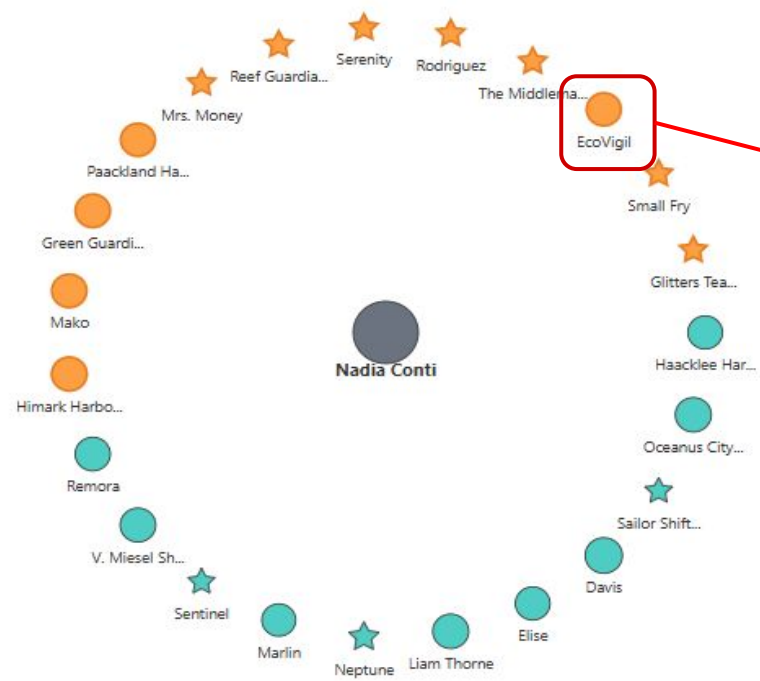 Serenity
Rodriguez
Reef Guardia...
The Middlema...
Mrs. Money
EcoVigil
Paackland Ha...
Small Fry
Green Guardi...
Glitters Tea...
Mako
Nadia Conti
Haacklee Har...
Himark Harbo...
Oceanus City...
Remora
Sailor Shift...
V. Miesel Sh...
Davis
Sentinel
Elise
Marlin
Liam Thorne
Neptune